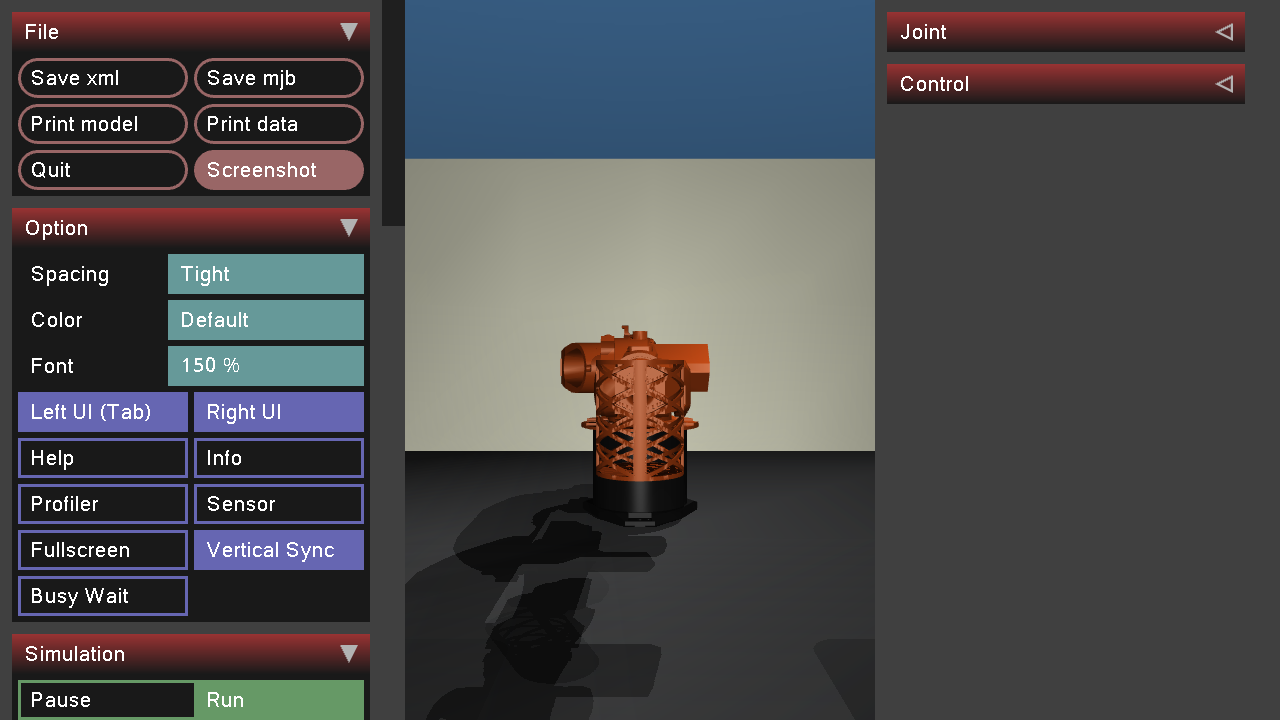 File
Save xml
Save mjb
Print model
Print data
Quit
Screenshot
Option
Spacing
Tight
Color
Default
Font
150 %
Left UI (Tab)
Right UI
Help
Info
Profiler
Sensor
Fullscreen
Vertical Sync
Busy Wait
Simulation
Pause
Run
Joint
Control